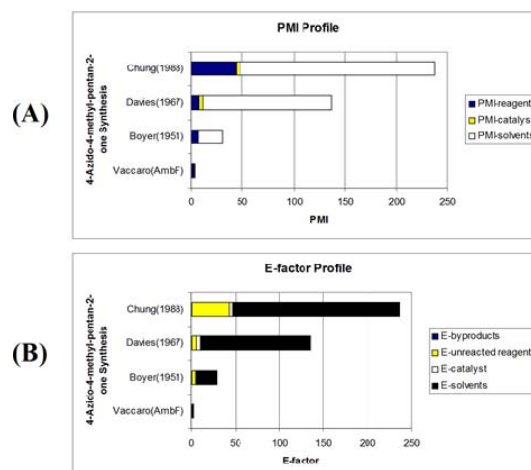 (A)
PMI Profile
4-Azido-4-methyl-pentan-2-
one Synthesis
Chung(1988)
Davies(1967)
Boyer(1951)
Vaccaro(AmbF)
0 50 100 150 200 250
PMI
PMI-reagent
PMI-catalys
PMI-solvents
(B)
E-factor Profile
4-Azico-4-methyl-pentan-2-
one Synthesis
Chung(1983)
Davies(1967)
Boyer(1951)
Vaccaro(AmbF)
0 50 100 150 200 250
E-factor
E-byproducts
E-unreacted reagent
E-catalyst
E-solvents